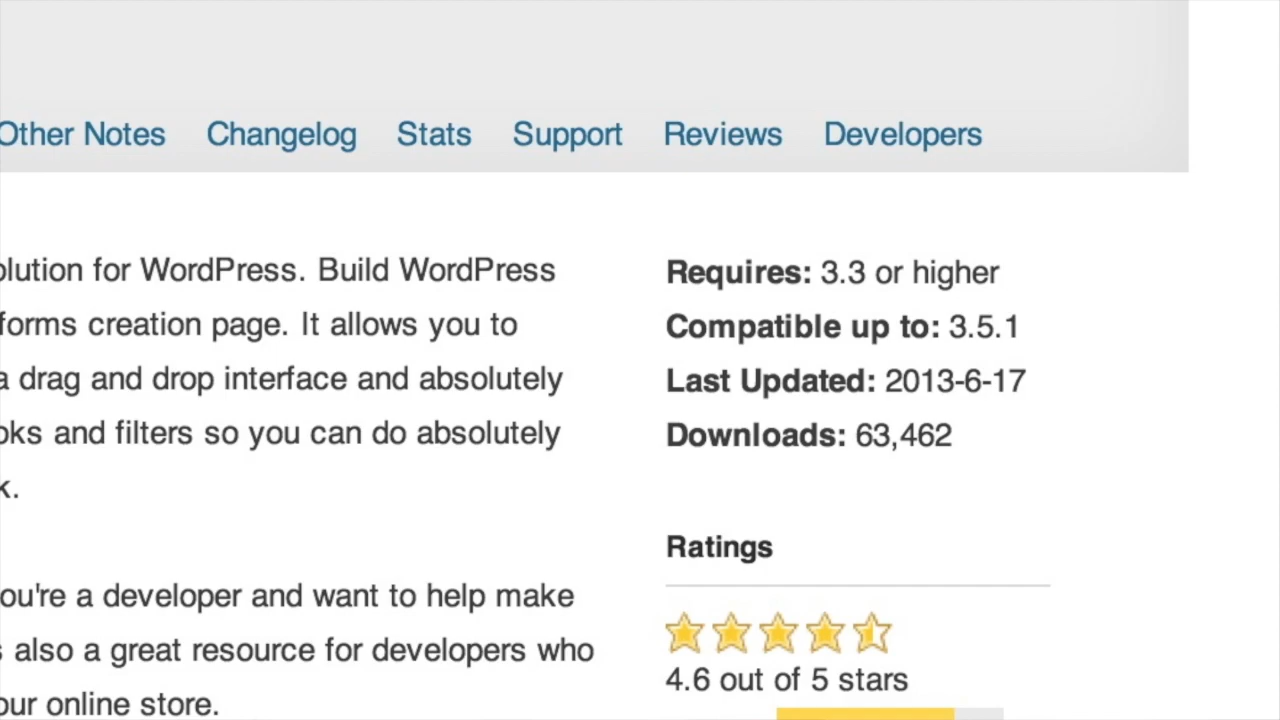 Other Notes Changelog Stats Support Reviews Developers
olution for WordPress. Build WordPress
forms creation page. It allows you to
a drag and drop interface and absolutely
oks and filters so you can do absolutely
k.
ou're a developer and want to help make
s also a great resource for developers who
our online store.
Requires: 3.3 or higher
Compatible up to: 3.5.1
Last Updated: 2013-6-17
Downloads: 63,462
Ratings
4.6 out of 5 stars